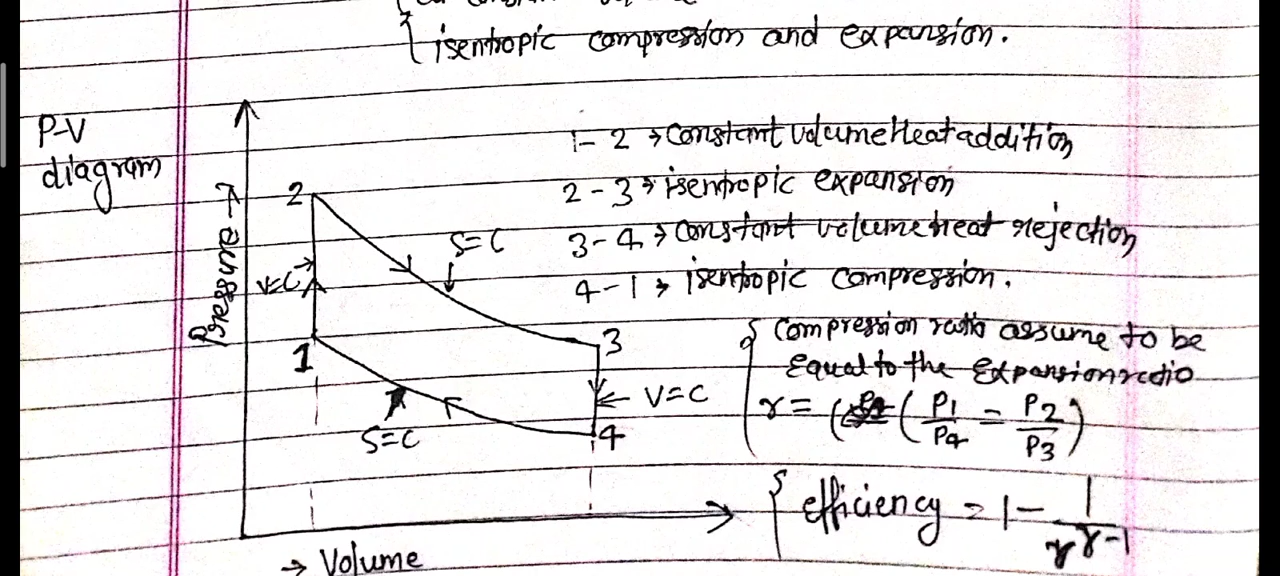 isentropic compression and expansion.
P-V
diagram
1-2 → Constant volume Heat addition
2-3 → isentropic expansion
3-4 → Constant volume heat rejection
4-1 → isentropic compression.
Pressure →
2
S=C
V=C
1
3
V=C
4
S=C
Compression ratio assume to be
Equal to the Expansion ratio
r = (P1/P4 = P2/P3)
efficiency = 1 - 1/r^γ-1
→ Volume